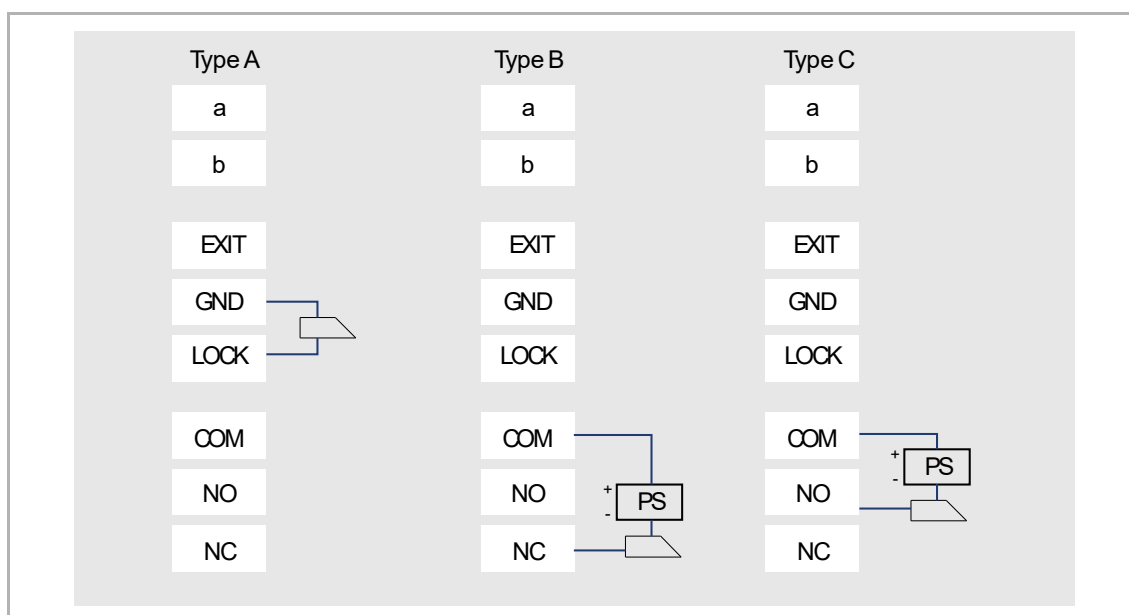 Type A Type B Type C
a a a
b b b
EXIT EXIT EXIT
GND GND GND
LOCK LOCK LOCK
COM COM COM
+ PS
-
NO NO NO
+ PS
-
NC NC NC